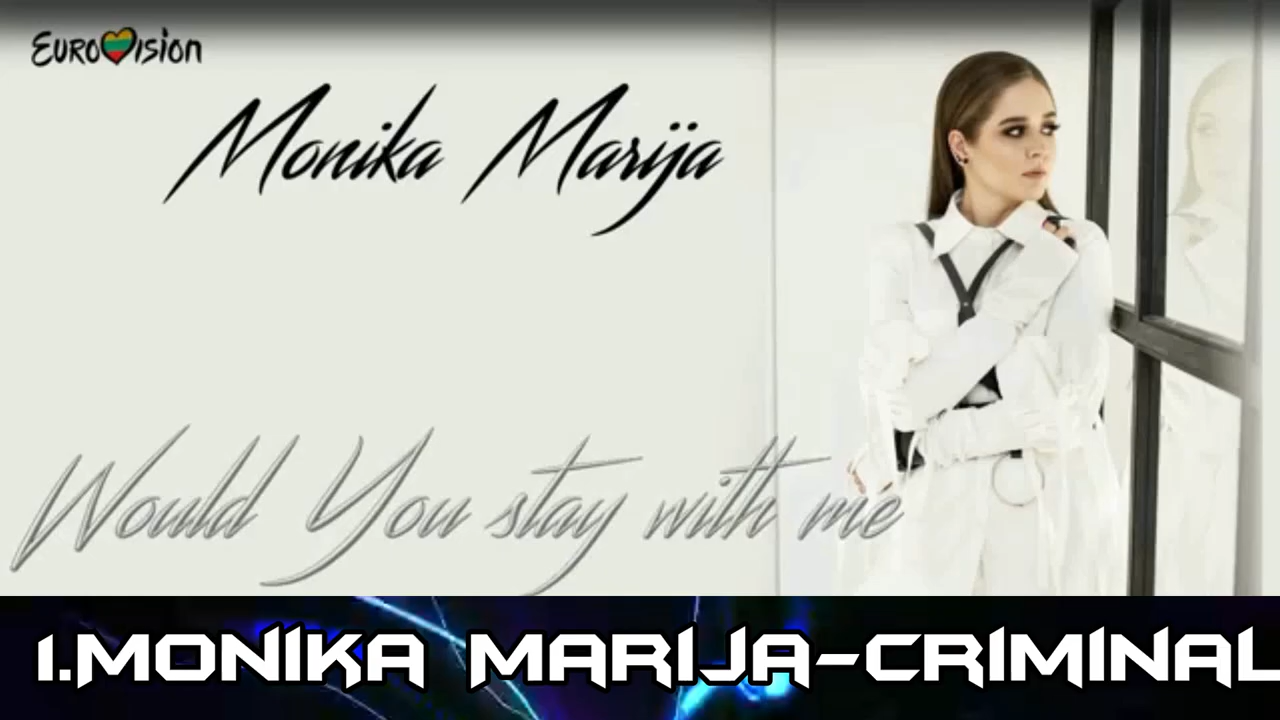 EUROVISION
Monika Marija
Would You stay with me
1.MONIKA MARIJA-CRIMINAL